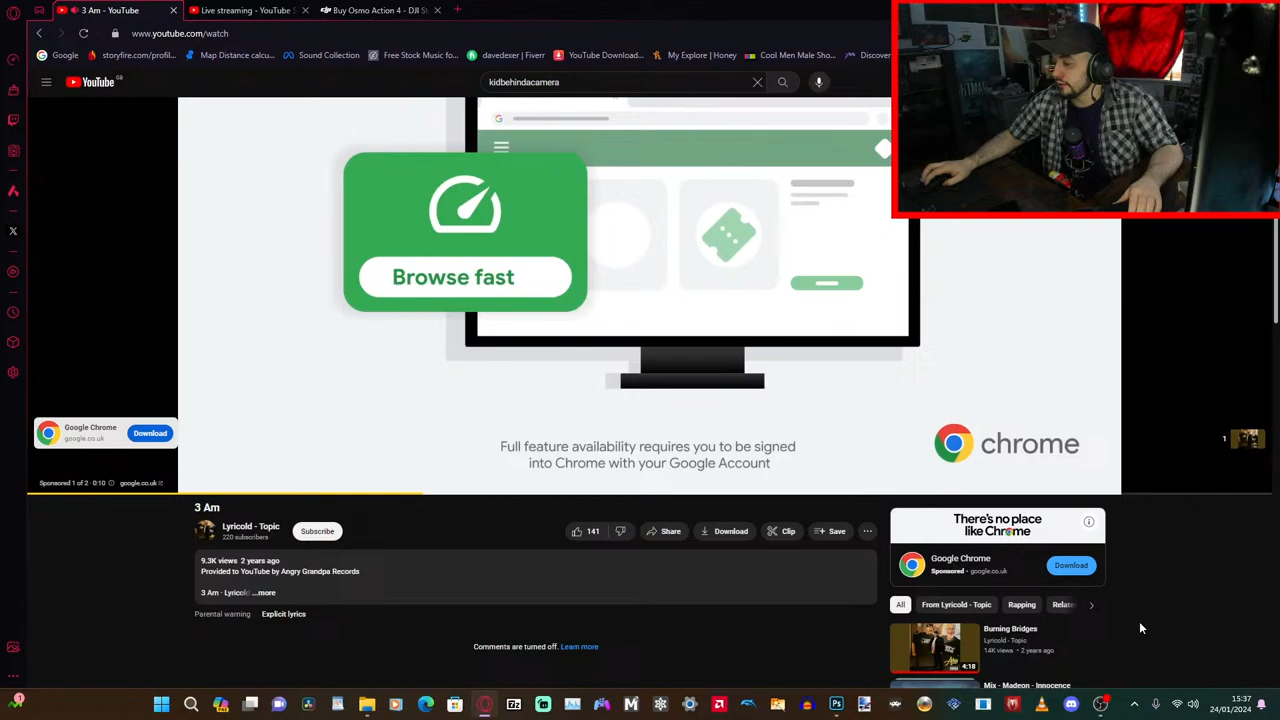 3 Am - YouTube
Live streaming - YouTube S
Buy Osmo Action 4 - DJI St
www.youtube.com/watch
Google
storyfire.com/profil...
Map Distance calcu...
Sound Collection
Free Stock Music fo...
davedexer | Fiverr
YouTube Download...
My Explore | Honey
Cool Men Male Sho...
Discover
YouTube GB
kidbehindacamera
Browse fast
Google Chrome
google.co.uk
Download
Full feature availability requires you to be signed
into Chrome with your Google Account
chrome
1
Sponsored 1 of 2 · 0:10
google.co.uk
3 Am
Lyricold - Topic
220 subscribers
Subscribe
141
Share
Download
Clip
Save
9.3K views 2 years ago
Provided to YouTube by Angry Grandpa Records
3 Am · Lyricold ...more
Parental warning
Explicit lyrics
Comments are turned off. Learn more
There's no place
like Chrome
Google Chrome
Sponsored · google.co.uk
Download
All
From Lyricold - Topic
Rapping
Relate
Burning Bridges
Lyricold - Topic
14K views • 2 years ago
4:18
Mix - Madeon - Innocence
15:37
24/01/2024